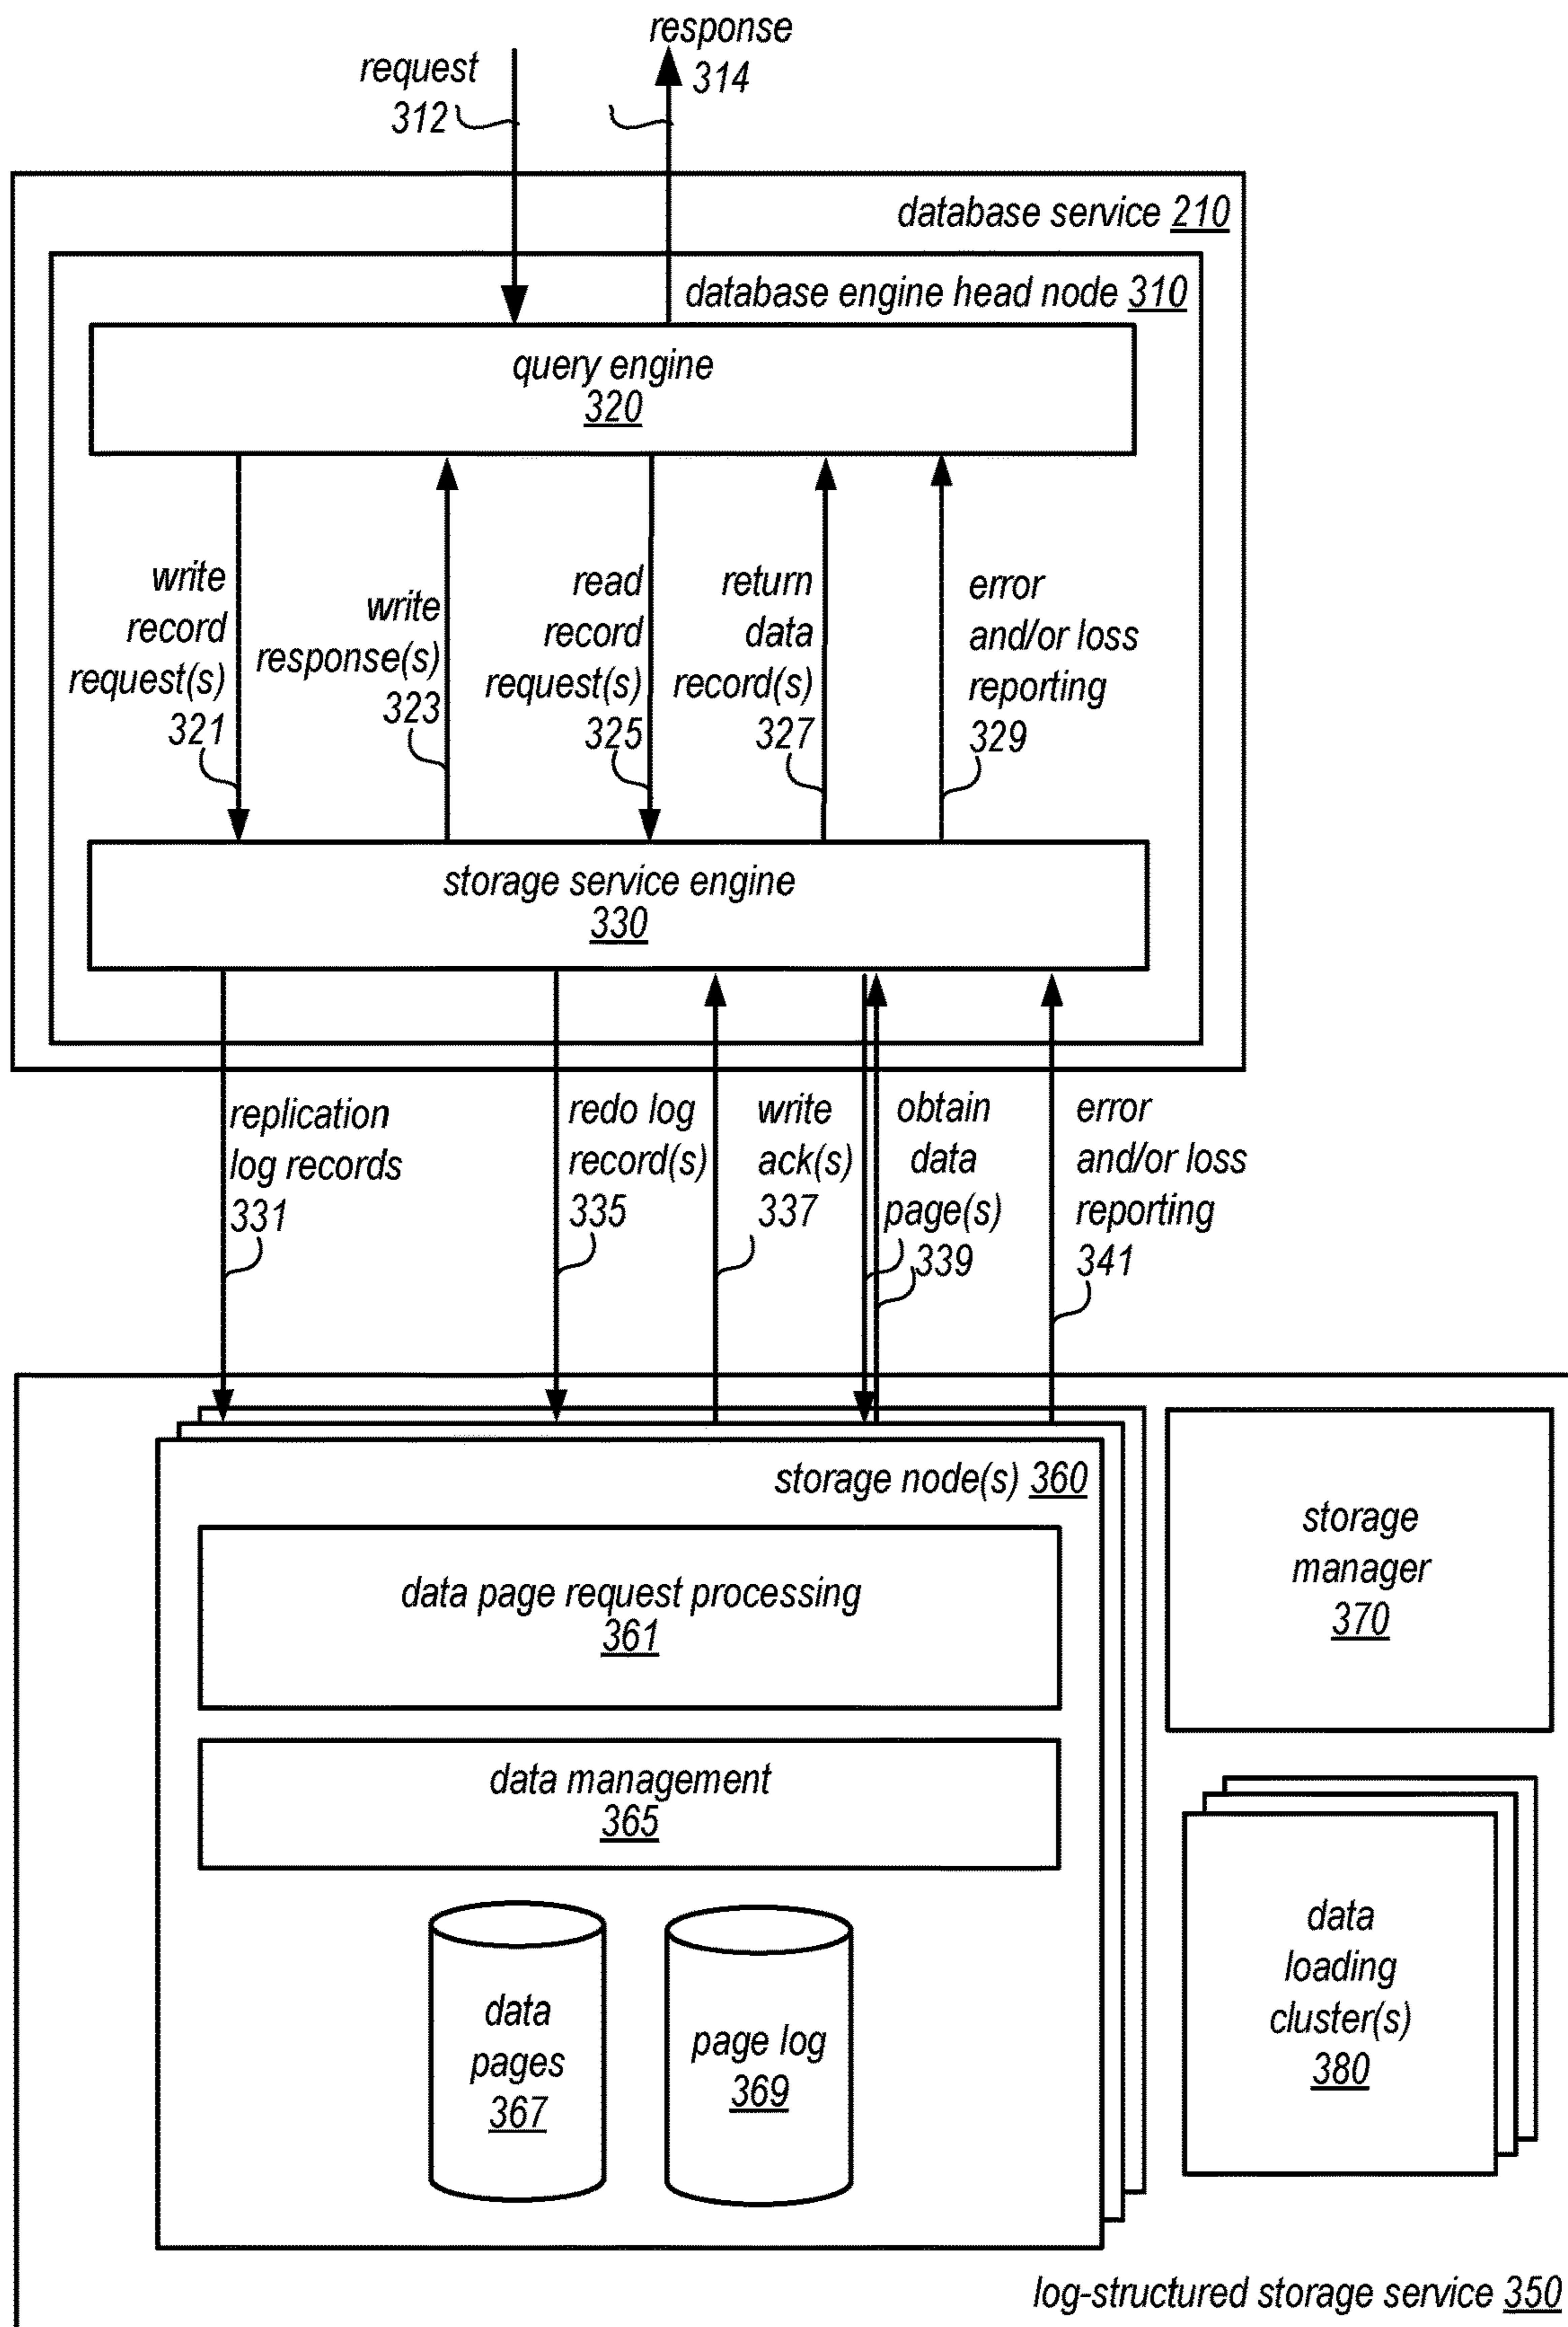 response
314
request
312
database service 210
database engine head node 310
query engine
320
write
record
request(s)
321
write
response(s)
323
read
record
request(s)
325
return
data
record(s)
327
error
and/or loss
reporting
329
storage service engine
330
replication
log records
331
redo log
record(s)
335
write
ack(s)
337
obtain
data
page(s)
339
error
and/or loss
reporting
341
storage node(s) 360
data page request processing
361
data management
365
data
pages
367
page log
369
storage
manager
370
data
loading
cluster(s)
380
log-structured storage service 350